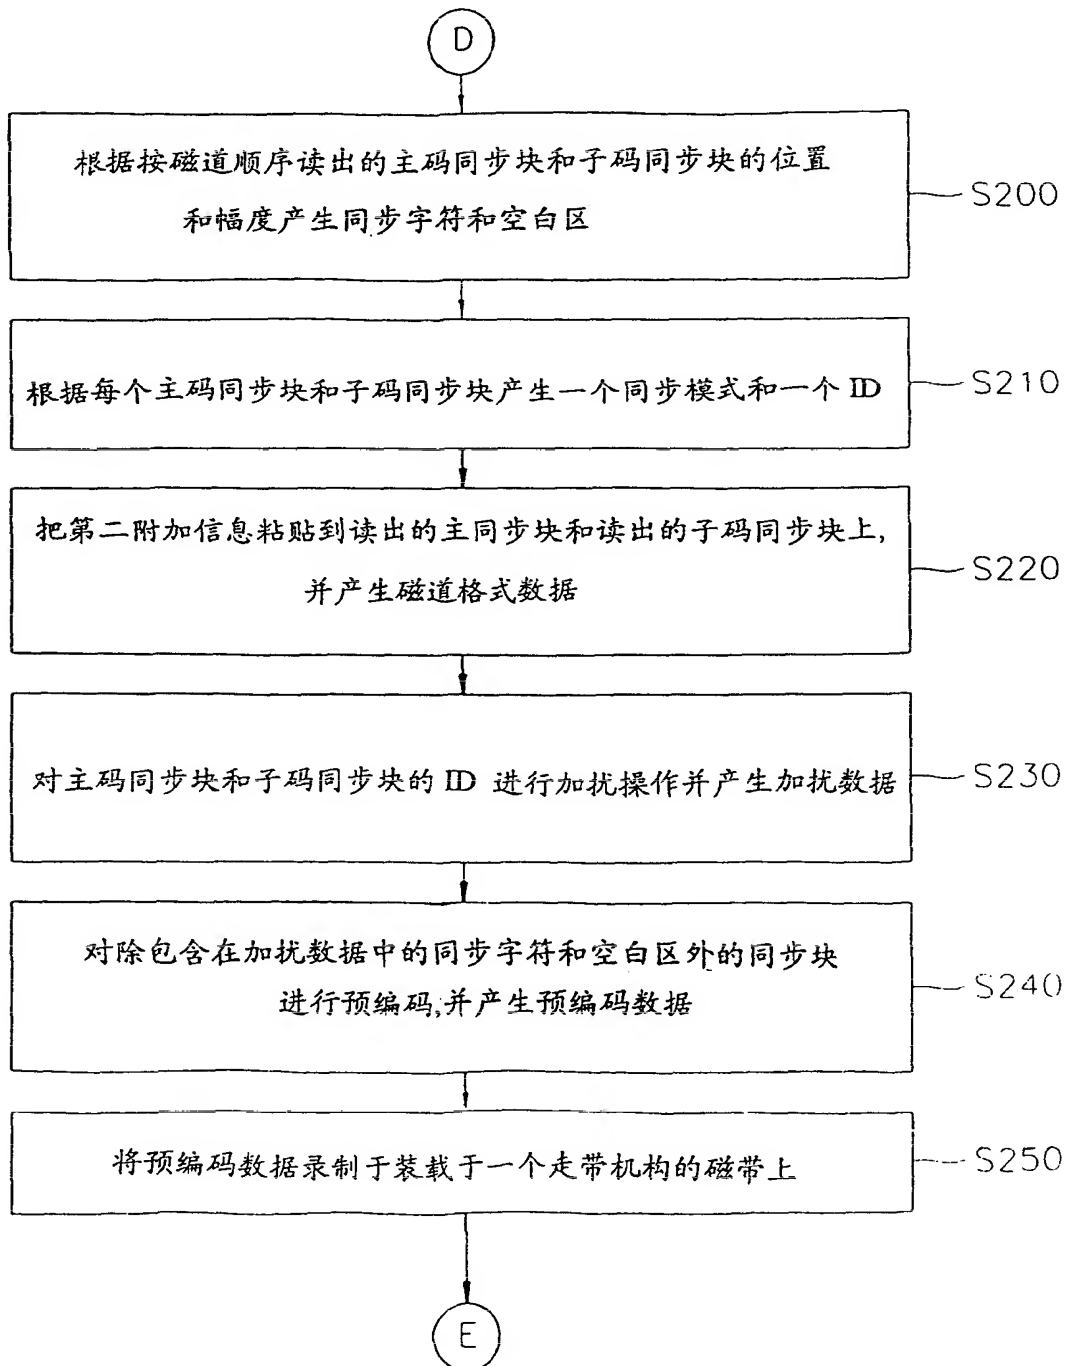 D
根据按磁道顺序读出的主码同步块和子码同步块的位置
和幅度产生同步字符和空白区
S200
根据每个主码同步块和子码同步块产生一个同步模式和一个 ID
S210
把第二附加信息粘贴到读出的主同步块和读出的子码同步块上,
并产生磁道格式数据
S220
对主码同步块和子码同步块的 ID 进行加扰操作并产生加扰数据
S230
对除包含在加扰数据中的同步字符和空白区外的同步块
进行预编码,并产生预编码数据
S240
将预编码数据录制于装载于一个走带机构的磁带上
S250
E